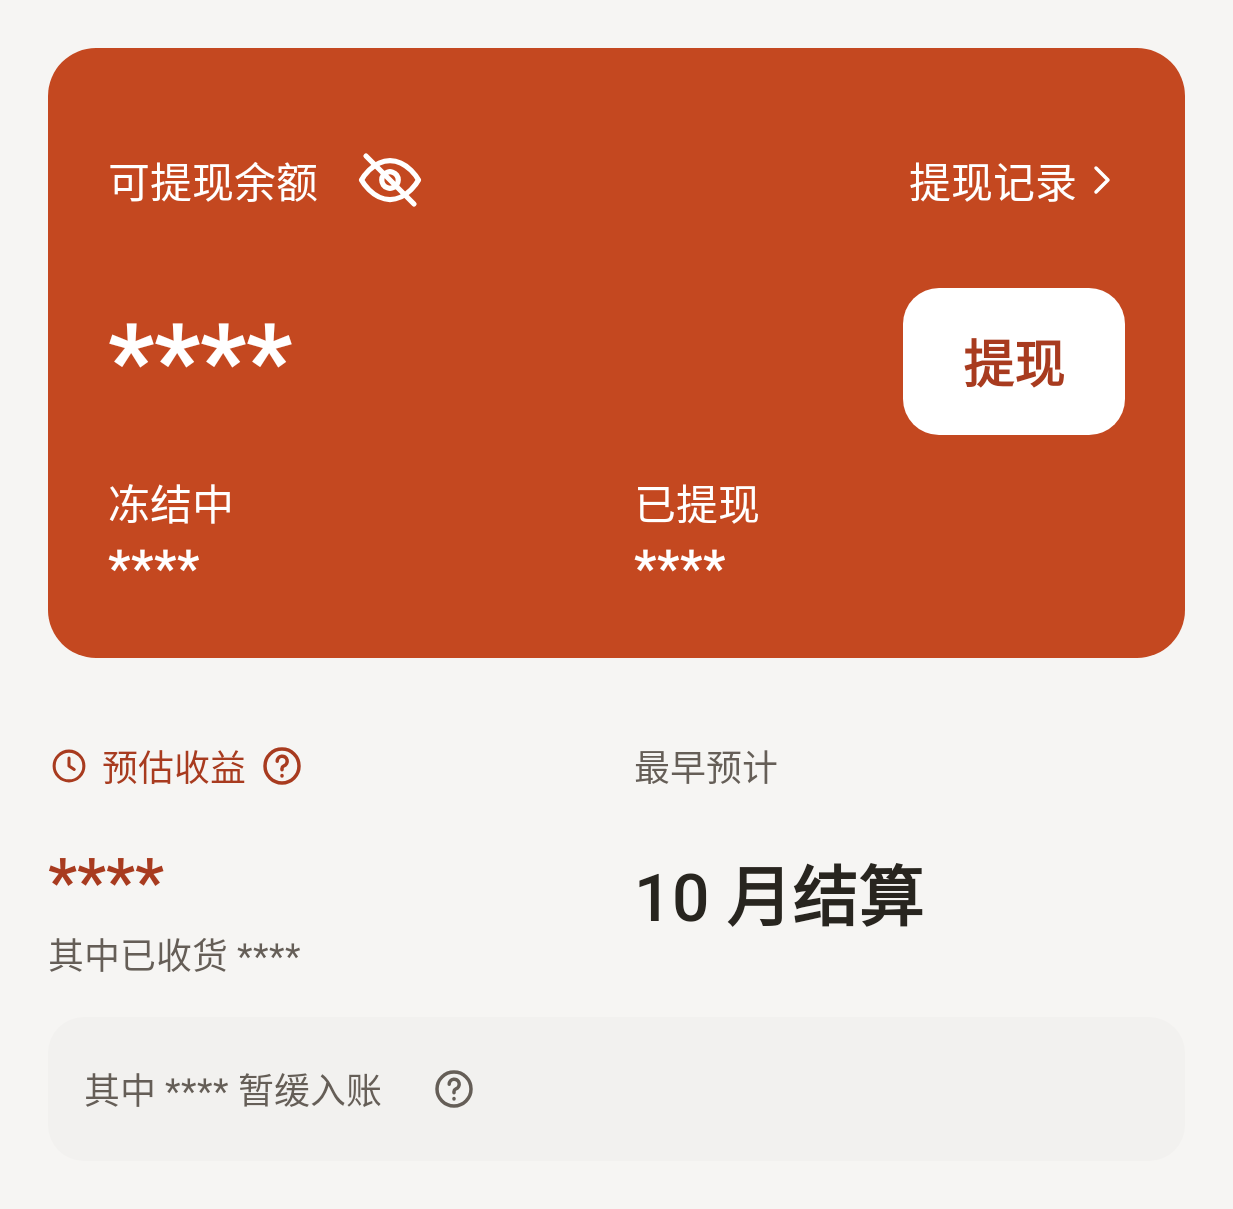 可提现余额
提现记录
****
提现
冻结中
已提现
****
****
预估收益
最早预计
****
10 月结算
其中已收货 ****
其中 **** 暂缓入账